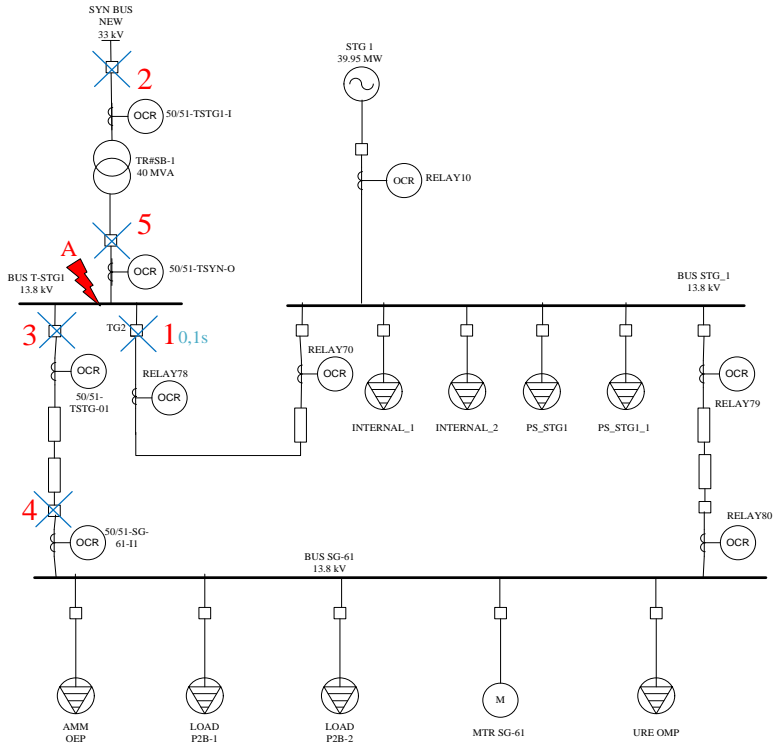 SYN BUS
NEW
33 kV
2
OCR
50/51-TSTG1-I
TR#SB-1
40 MVA
5
A
OCR
50/51-TSYN-O
BUS T-STG1
13.8 kV
STG 1
39.95 MW
OCR
RELAY10
BUS STG_1
13.8 kV
3
TG2
1
0,1s
OCR
50/51-
TSTG-01
RELAY78
OCR
RELAY70
OCR
INTERNAL_1
INTERNAL_2
PS_STG1
PS_STG1_1
OCR
RELAY79
4
50/51-SG-
61-I1
OCR
RELAY80
OCR
BUS SG-61
13.8 kV
AMM
OEP
LOAD
P2B-1
LOAD
P2B-2
M
MTR SG-61
URE OMP